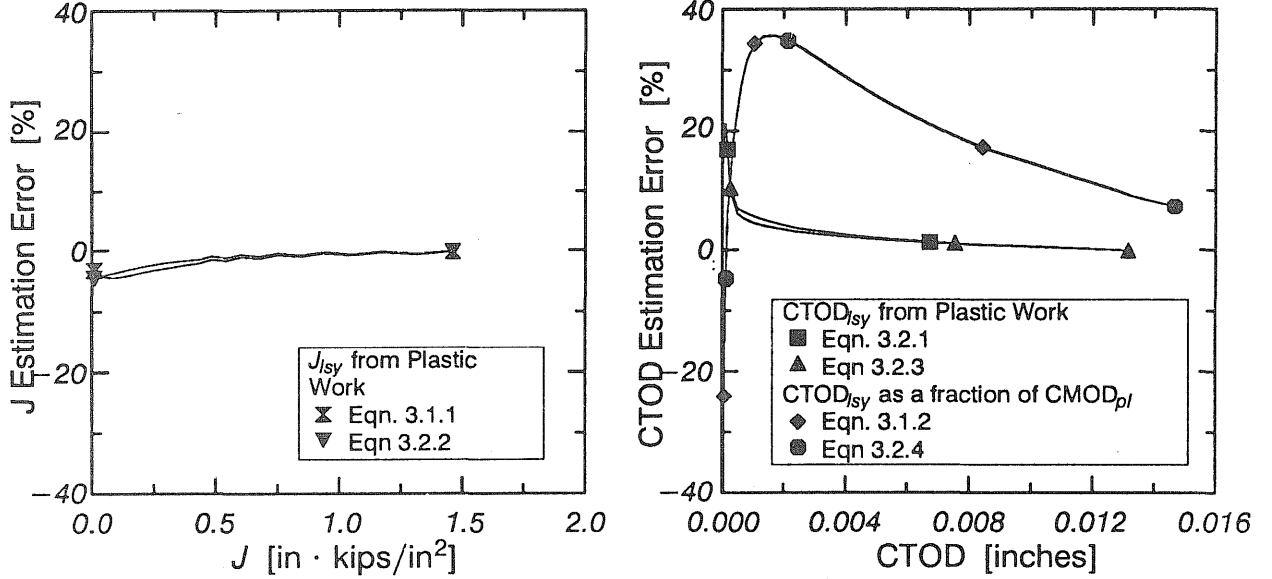 40
20
0
−20
−40
J Estimation Error [%]
0.0
0.5
1.0
1.5
2.0
J [in · kips/in²]
J_lsy from Plastic
Work
Eqn. 3.1.1
Eqn 3.2.2
40
20
0
−20
−40
CTOD Estimation Error [%]
0.000
0.004
0.008
0.012
0.016
CTOD [inches]
CTOD_lsy from Plastic Work
Eqn. 3.2.1
Eqn 3.2.3
CTOD_lsy as a fraction of CMOD_pl
Eqn. 3.1.2
Eqn 3.2.4